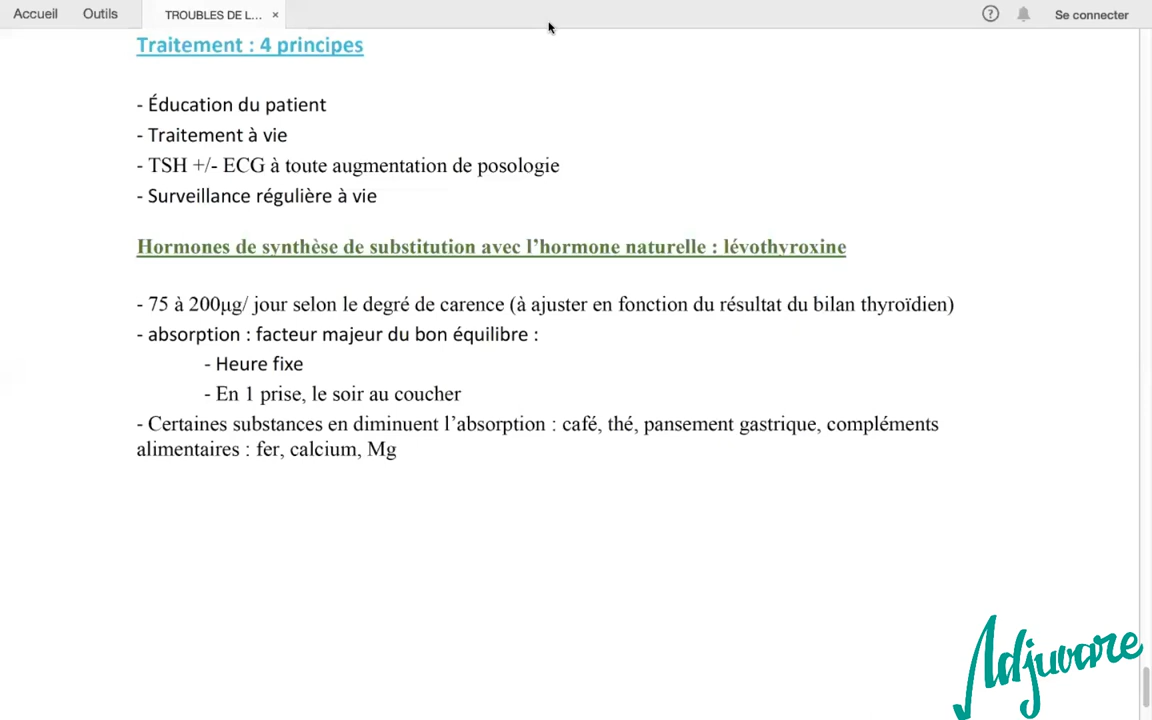 Accueil Outils TROUBLES DE L... × ? Se connecter
Traitement : 4 principes
- Éducation du patient
- Traitement à vie
- TSH +/- ECG à toute augmentation de posologie
- Surveillance régulière à vie
Hormones de synthèse de substitution avec l’hormone naturelle : lévothyroxine
- 75 à 200µg/ jour selon le degré de carence (à ajuster en fonction du résultat du bilan thyroïdien)
- absorption : facteur majeur du bon équilibre :
- Heure fixe
- En 1 prise, le soir au coucher
- Certaines substances en diminuent l’absorption : café, thé, pansement gastrique, compléments
alimentaires : fer, calcium, Mg
Adjuvare